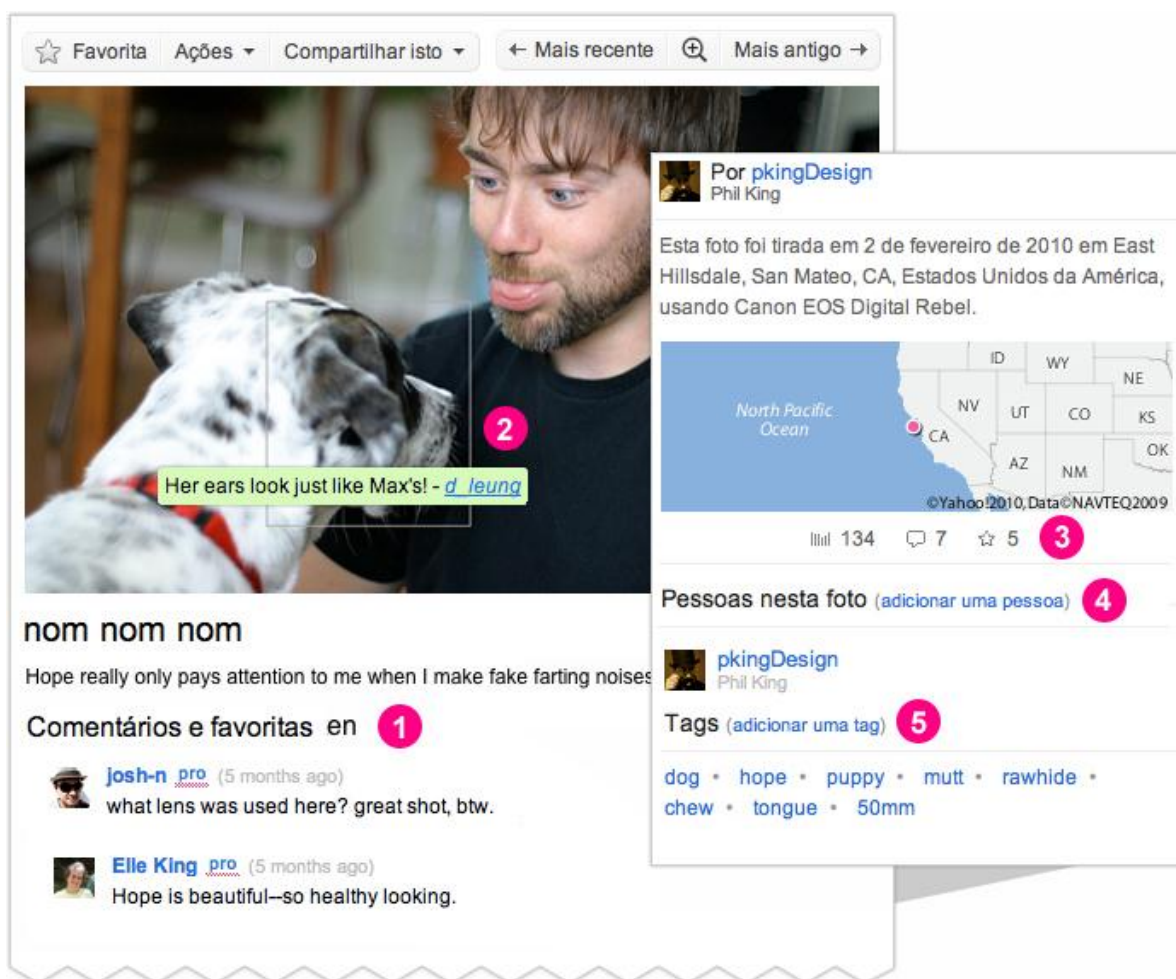 Favorita Ações Compartilhar isto ← Mais recente Mais antigo →
Her ears look just like Max's! - d_leung
2
nom nom nom
Hope really only pays attention to me when I make fake farting noises
Comentários e favoritas en 1
josh-n pro (5 months ago)
what lens was used here? great shot, btw.
Elle King pro (5 months ago)
Hope is beautiful--so healthy looking.
Por pkingDesign
Phil King
Esta foto foi tirada em 2 de fevereiro de 2010 em East
Hillsdale, San Mateo, CA, Estados Unidos da América,
usando Canon EOS Digital Rebel.
ID WY
NE
North Pacific
Ocean
NV UT CO KS
CA
OK
AZ NM
©Yahoo!2010, Data©NAVTEQ2009
134 7 5 3
Pessoas nesta foto (adicionar uma pessoa) 4
pkingDesign
Phil King
Tags (adicionar uma tag) 5
dog • hope • puppy • mutt • rawhide •
chew • tongue • 50mm